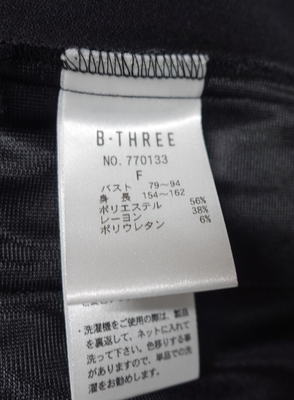 B-THREE
NO. 770133
F
バスト 79〜94
身 長 154〜162
ポリエステル 56%
レーヨン 38%
ポリウレタン 6%
・洗濯機をご使用の際は、製品
を裏返して、ネットに入れて
洗って下さい。色移りする事
がありますので、単品での洗
濯をお勧めします。